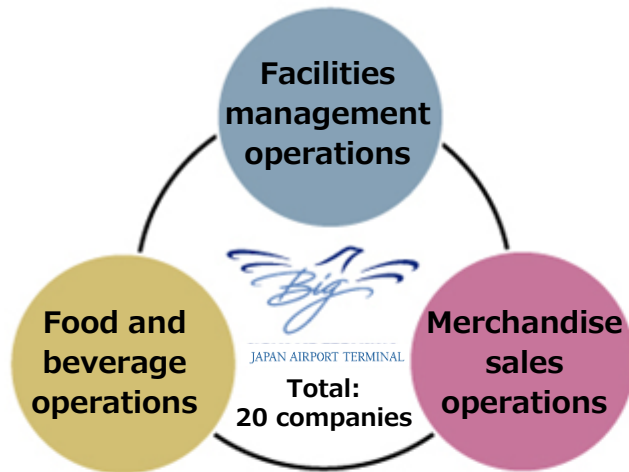 Facilities
management
operations
Big
JAPAN AIRPORT TERMINAL
Total:
20 companies
Food and
beverage
operations
Merchandise
sales
operations